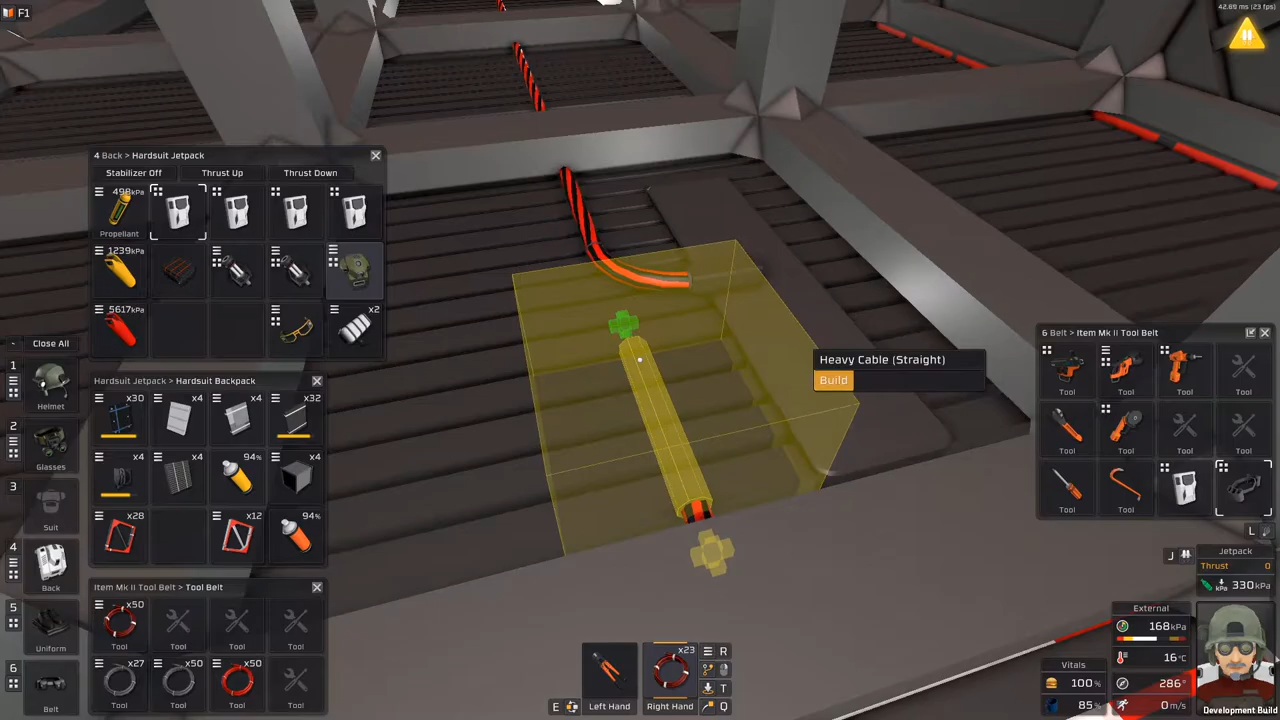 F1
42.88 ms (23 fps)
4 Back > Hardsuit Jetpack
Stabilizer Off
Thrust Up
Thrust Down
498kPa
Propellant
1239kPa
5617kPa
x2
Close All
1
Helmet
2
Glasses
3
Suit
4
Back
5
Uniform
6
Belt
Hardsuit Jetpack > Hardsuit Backpack
x30
x4
x4
x32
x4
x4
94%
x4
x28
x12
94%
Item Mk II Tool Belt > Tool Belt
x50
Tool
Tool
Tool
Tool
x27
x50
x50
Tool
Tool
Tool
Tool
Heavy Cable (Straight)
Build
6 Belt > Item Mk II Tool Belt
Tool
Tool
Tool
Tool
Tool
Tool
Tool
Tool
Tool
Tool
L
J
Jetpack
Thrust 0
kPa 330kPa
External
168kPa
16°C
286°
0m/s
Vitals
100%
85%
Development Build
E
Left Hand
x23
Right Hand
R
T
Q